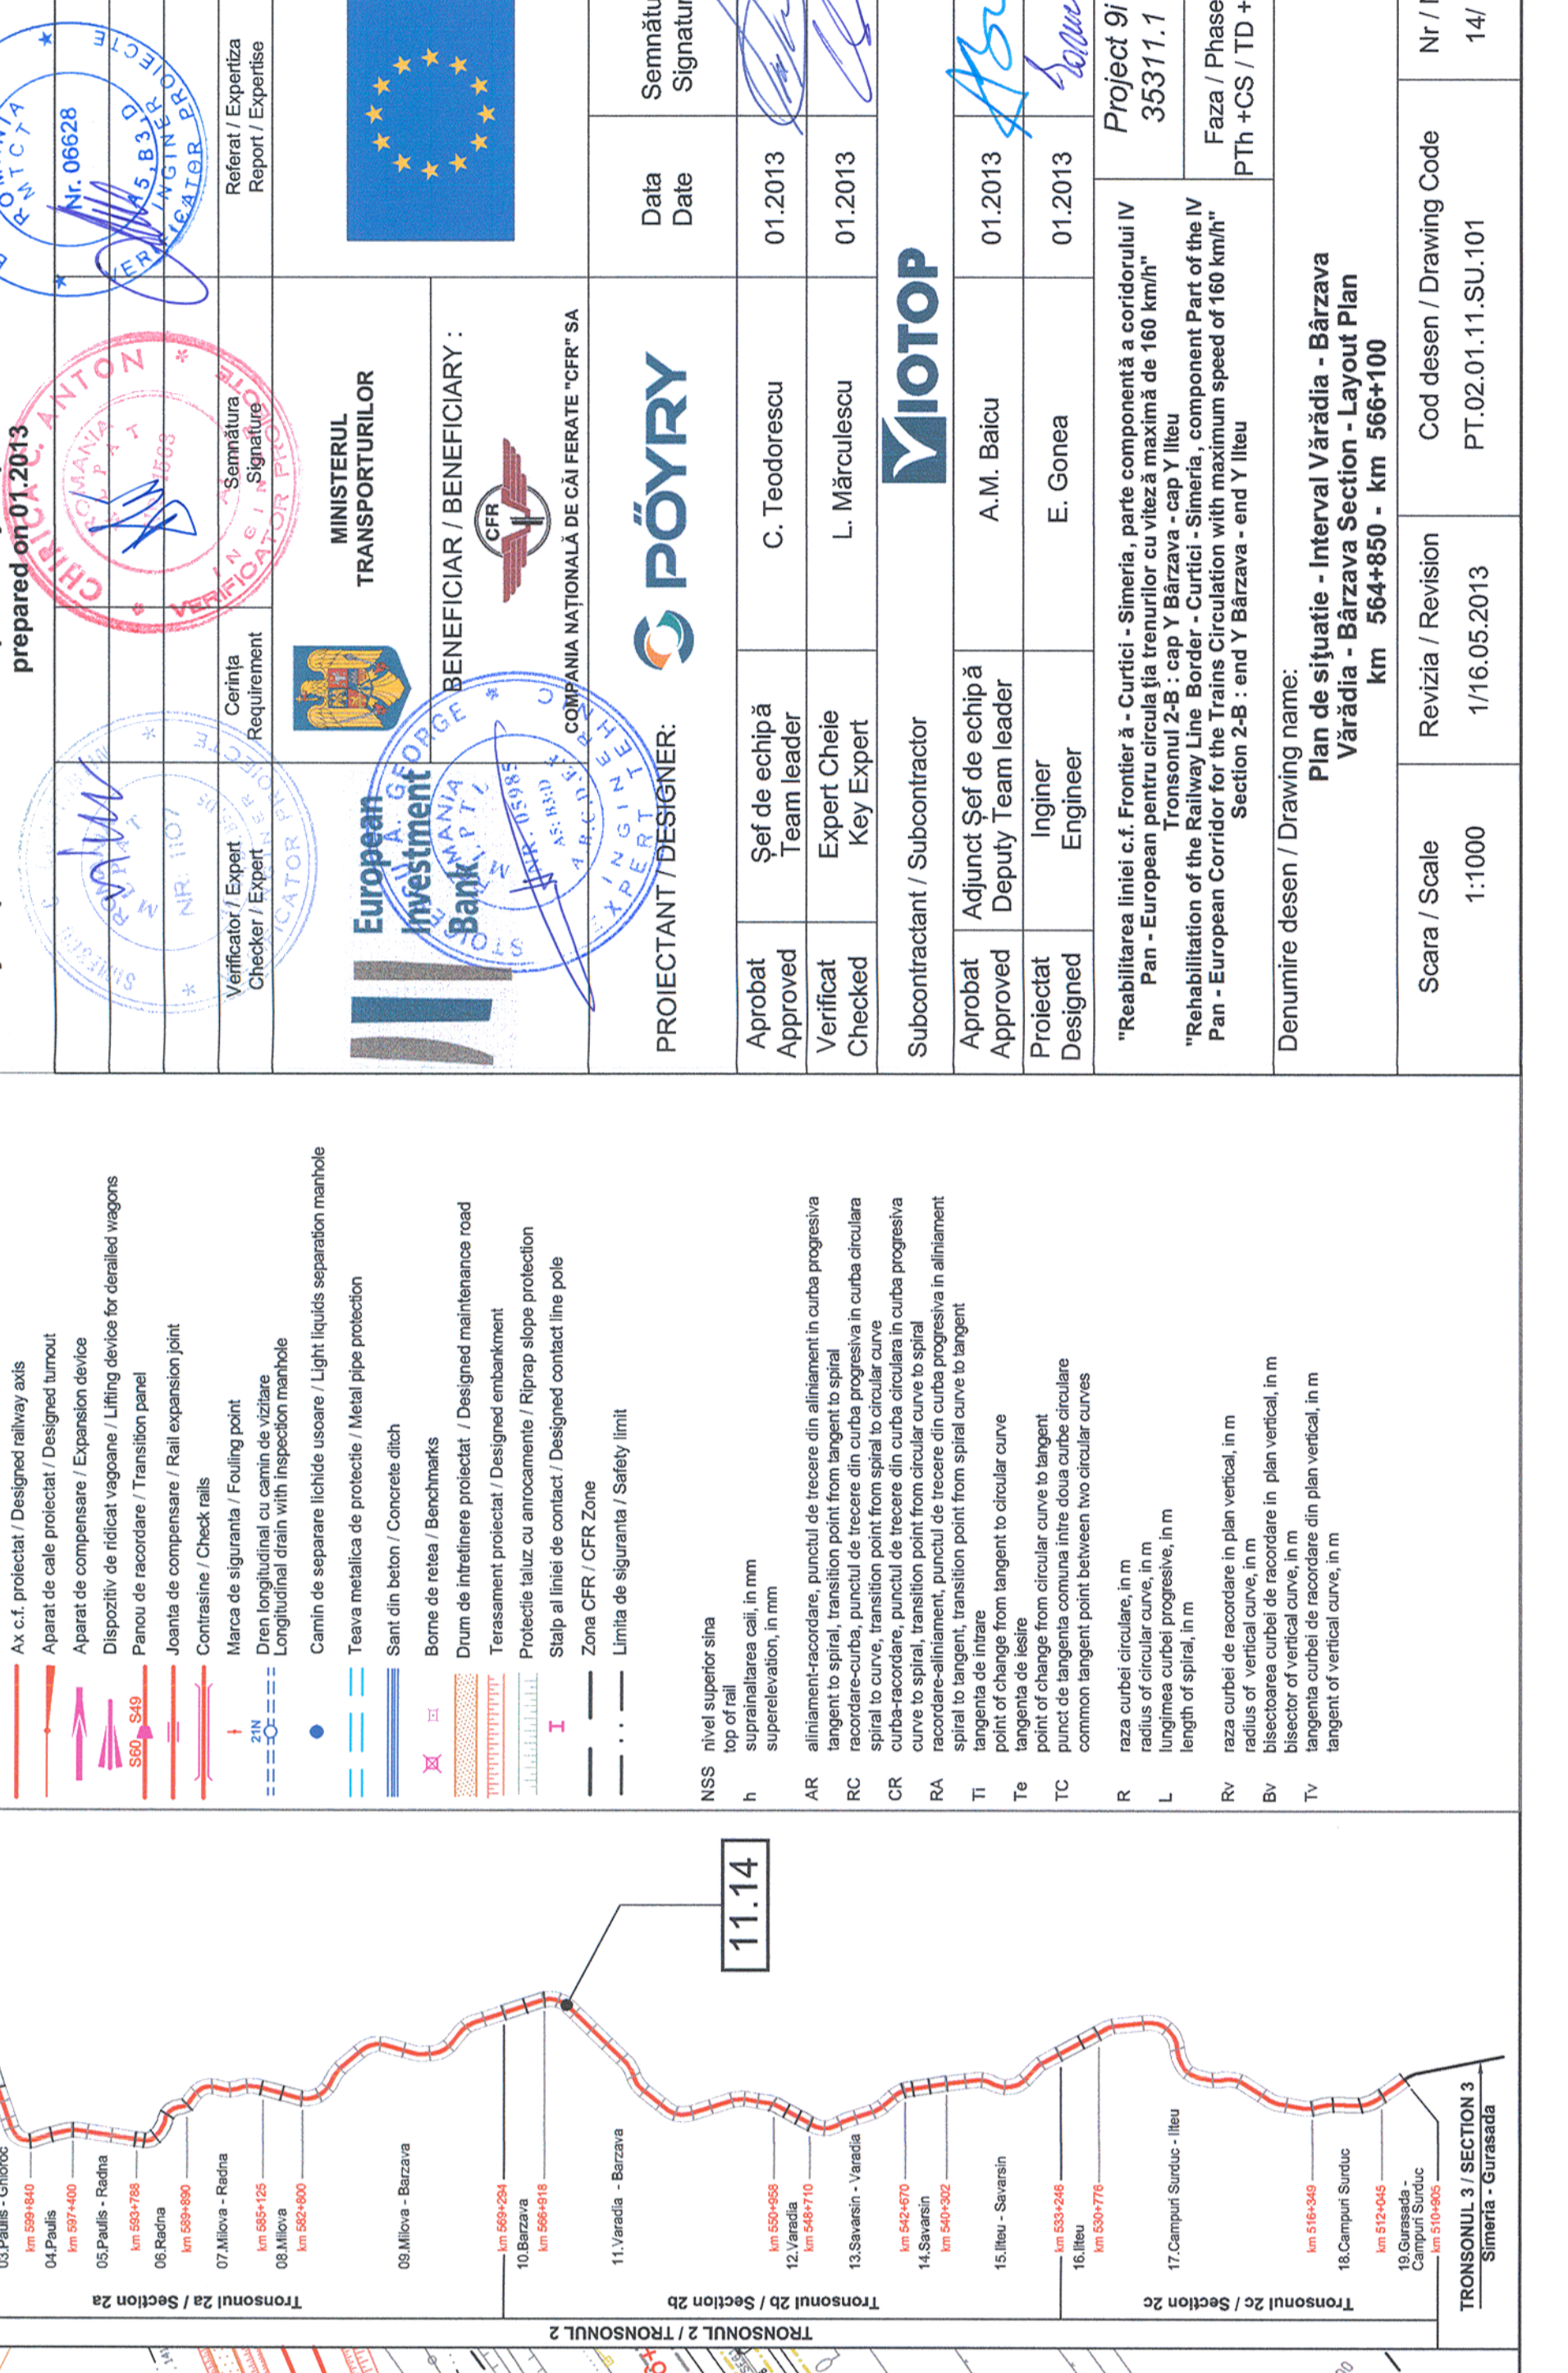 prepared on 01.2013
Verificator / Expert
Checker / Expert
Cerința
Requirement
Semnătura
Signature
Referat / Expertiza
Report / Expertise
CHIRICA C. ANTON
ROMANIA
VERIFICATOR PROIECTE
Nr. 06628
NR. 1107
European
Investment
Bank
MINISTERUL
TRANSPORTURILOR
BENEFICIAR / BENEFICIARY :
CFR
COMPANIA NAȚIONALĂ DE CĂI FERATE "CFR" SA
PROIECTANT / DESIGNER:
PÖYRY
Data
Date
Aprobat
Approved
Șef de echipă
Team leader
C. Teodorescu
01.2013
Verificat
Checked
Expert Cheie
Key Expert
L. Mărculescu
01.2013
Subcontractant / Subcontractor
VIOTOP
Aprobat
Approved
Adjunct Șef de echipă
Deputy Team leader
A.M. Baicu
01.2013
Proiectat
Designed
Inginer
Engineer
E. Gonea
01.2013
"Reabilitarea liniei c.f. Frontieră - Curtici - Simeria, parte componentă a coridorului IV
Pan - European pentru circulația trenurilor cu viteză maximă de 160 km/h"
Tronsonul 2-B : cap Y Bârzava - cap Y Ilteu
"Rehabilitation of the Railway Line Border - Curtici - Simeria, component Part of the IV
Pan - European Corridor for the Trains Circulation with maximum speed of 160 km/h"
Section 2-B : end Y Bârzava - end Y Ilteu
Project 9i
35311.1
Faza / Phase
PTh +CS / TD +
Denumire desen / Drawing name:
Plan de situatie - Interval Vărădia - Bârzava
Vărădia - Bârzava Section - Layout Plan
km 564+850 - km 566+100
Scara / Scale
1:1000
Revizia / Revision
1/16.05.2013
Cod desen / Drawing Code
PT.02.01.11.SU.101
Nr /
14/
Ax c.f. proiectat / Designed railway axis
Aparat de cale proiectat / Designed turnout
Aparat de compensare / Expansion device
Dispozitiv de ridicat vagoane / Lifting device for derailed wagons
S60 S49 Panou de racordare / Transition panel
Joanta de compensare / Rail expansion joint
Contrasine / Check rails
Marca de siguranta / Fouling point
21N Dren longitudinal cu camin de vizitare
Longitudinal drain with inspection manhole
Camin de separare lichide usoare / Light liquids separation manhole
Teava metalica de protectie / Metal pipe protection
Sant din beton / Concrete ditch
Borne de retea / Benchmarks
Drum de intretinere proiectat / Designed maintenance road
Terasament proiectat / Designed embankment
Protectie taluz cu anrocamente / Riprap slope protection
Stalp al liniei de contact / Designed contact line pole
Zona CFR / CFR Zone
Limita de siguranta / Safety limit
NSS nivel superior sina
top of rail
h suprainaltarea caii, in mm
superelevation, in mm
AR aliniament-racordare, punctul de trecere din aliniament in curba progresiva
tangent to spiral, transition point from tangent to spiral
RC racordare-curba, punctul de trecere din curba progresiva in curba circulara
spiral to curve, transition point from spiral to circular curve
CR curba-racordare, punctul de trecere din curba circulara in curba progresiva
curve to spiral, transition point from circular curve to spiral
RA racordare-aliniament, punctul de trecere din curba progresiva in aliniament
spiral to tangent, transition point from spiral curve to tangent
Ti tangenta de intrare
point of change from tangent to circular curve
Te tangenta de iesire
point of change from circular curve to tangent
TC punct de tangenta comuna intre doua curbe circulare
common tangent point between two circular curves
R raza curbei circulare, in m
radius of circular curve, in m
L lungimea curbei progresive, in m
length of spiral, in m
Rv raza curbei de racordare in plan vertical, in m
radius of vertical curve, in m
Bv bisectoarea curbei de racordare in plan vertical, in m
bisector of vertical curve, in m
Tv tangenta curbei de racordare din plan vertical, in m
tangent of vertical curve, in m
11.14
03.Paulis - Ghioroc
km 599+840
04.Paulis
km 597+400
05.Paulis - Radna
km 593+788
06.Radna
km 589+890
07.Milova - Radna
km 585+125
08.Milova
km 582+800
09.Milova - Barzava
km 569+294
10.Barzava
km 566+918
11.Varadia - Barzava
km 550+958
12.Varadia
km 548+710
13.Savarsin - Varadia
km 542+670
14.Savarsin
km 540+302
15.Ilteu - Savarsin
km 533+246
16.Ilteu
km 530+776
17.Campuri Surduc - Ilteu
km 516+349
18.Campuri Surduc
km 512+045
19.Gurasada -
Campuri Surduc
km 510+905
Tronsonul 2a / Section 2a
Tronsonul 2b / Section 2b
Tronsonul 2c / Section 2c
TRONSONUL 2 / TRONSONUL 2
TRONSONUL 3 / SECTION 3
Simeria - Gurasada